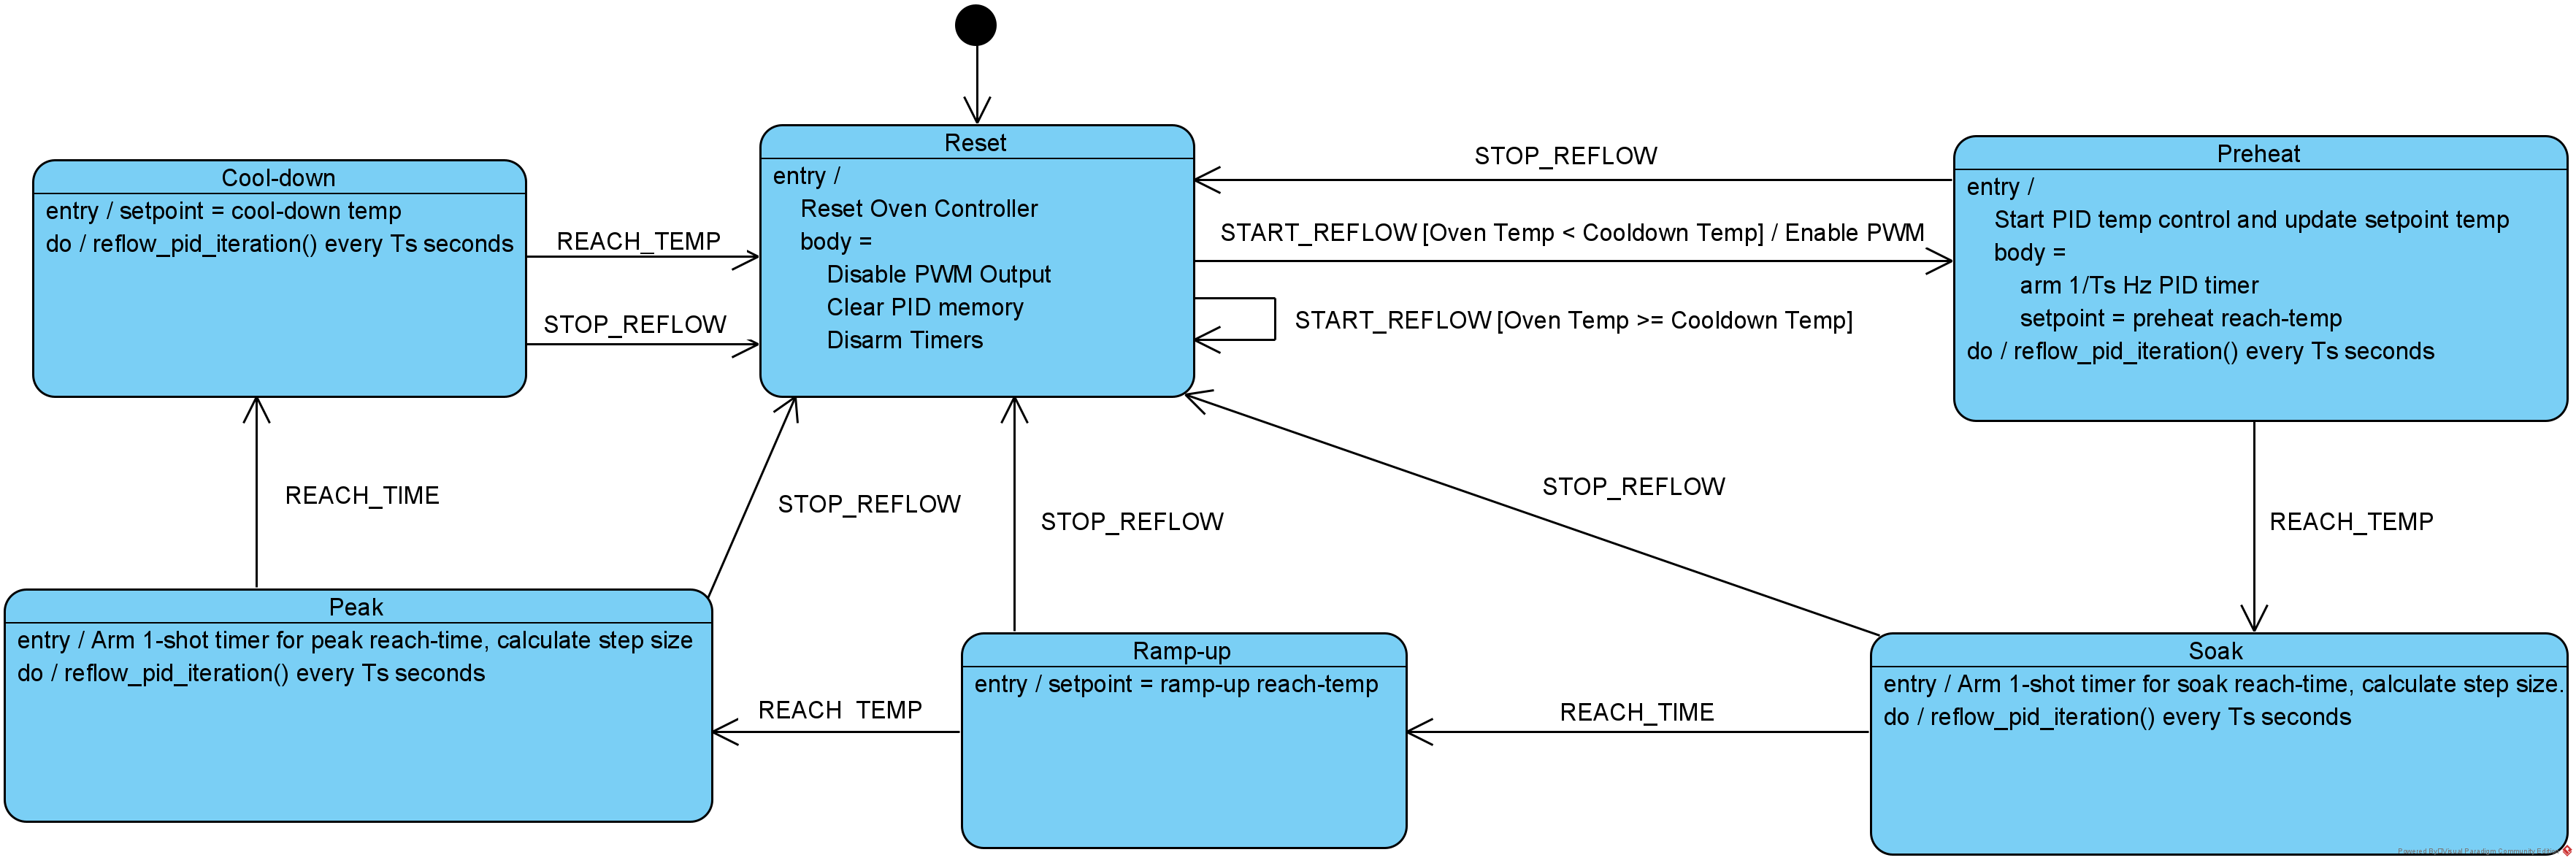 Reset
entry /
Reset Oven Controller
body =
Disable PWM Output
Clear PID memory
Disarm Timers
Cool-down
entry / setpoint = cool-down temp
do / reflow_pid_iteration() every Ts seconds
REACH_TEMP
STOP_REFLOW
STOP_REFLOW
START_REFLOW [Oven Temp < Cooldown Temp] / Enable PWM
START_REFLOW [Oven Temp >= Cooldown Temp]
Preheat
entry /
Start PID temp control and update setpoint temp
body =
arm 1/Ts Hz PID timer
setpoint = preheat reach-temp
do / reflow_pid_iteration() every Ts seconds
REACH_TIME
STOP_REFLOW
STOP_REFLOW
STOP_REFLOW
REACH_TEMP
Peak
entry / Arm 1-shot timer for peak reach-time, calculate step size
do / reflow_pid_iteration() every Ts seconds
REACH TEMP
Ramp-up
entry / setpoint = ramp-up reach-temp
REACH_TIME
Soak
entry / Arm 1-shot timer for soak reach-time, calculate step size.
do / reflow_pid_iteration() every Ts seconds
Powered By Visual Paradigm Community Edition